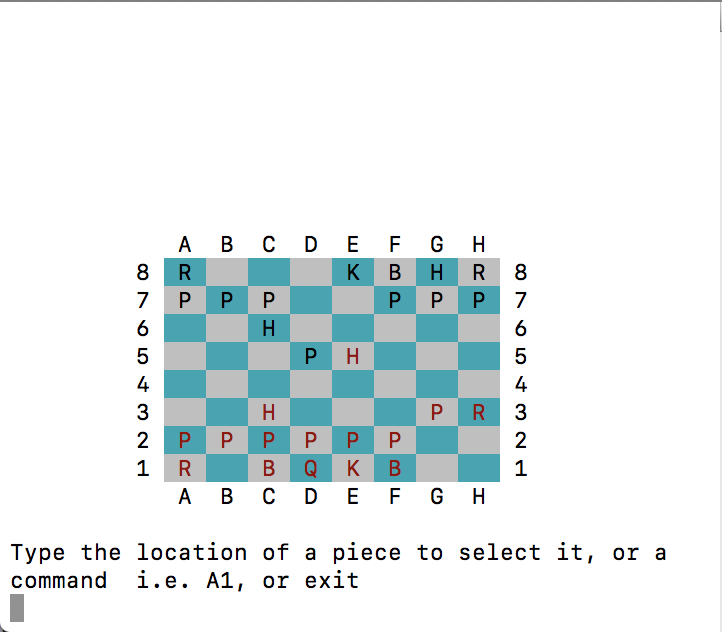 A B C D E F G H
8 R K B H R 8
7 P P P P P P 7
6 H 6
5 P H 5
4 4
3 H P R 3
2 P P P P P P 2
1 R B Q K B 1
A B C D E F G H
Type the location of a piece to select it, or a
command  i.e. A1, or exit